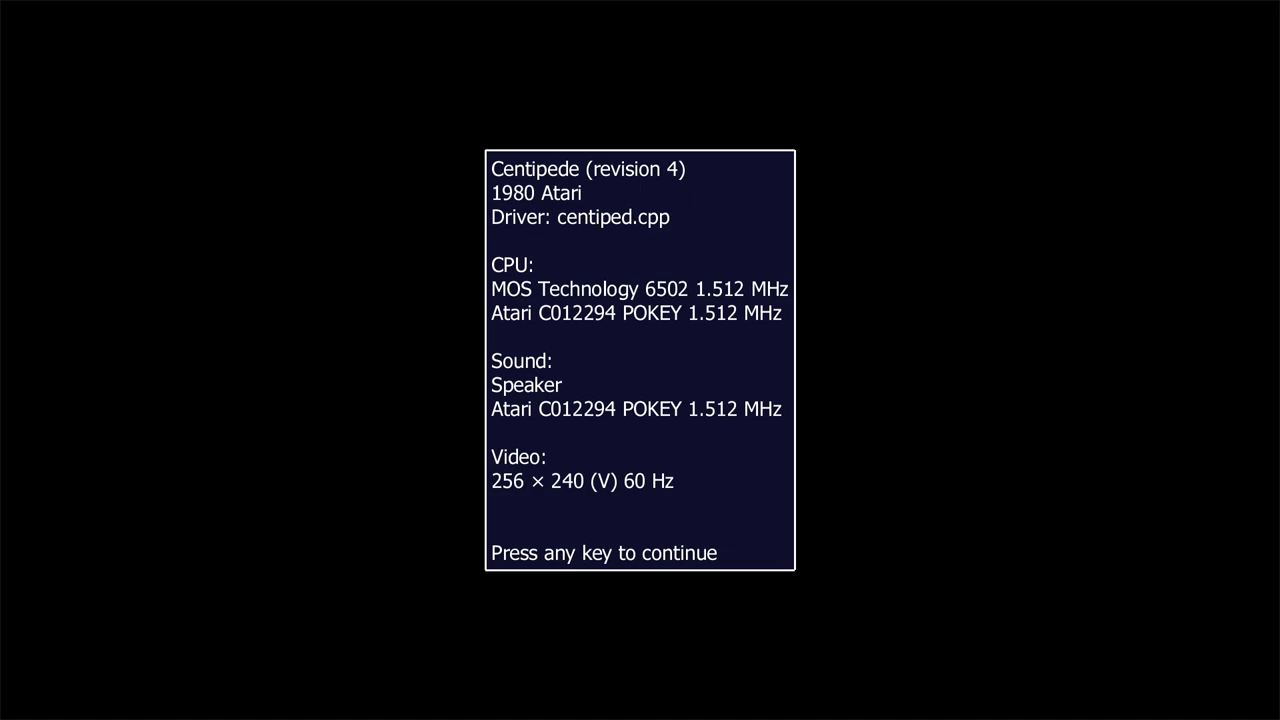 Centipede (revision 4)
1980 Atari
Driver: centiped.cpp
CPU:
MOS Technology 6502 1.512 MHz
Atari C012294 POKEY 1.512 MHz
Sound:
Speaker
Atari C012294 POKEY 1.512 MHz
Video:
256 × 240 (V) 60 Hz
Press any key to continue